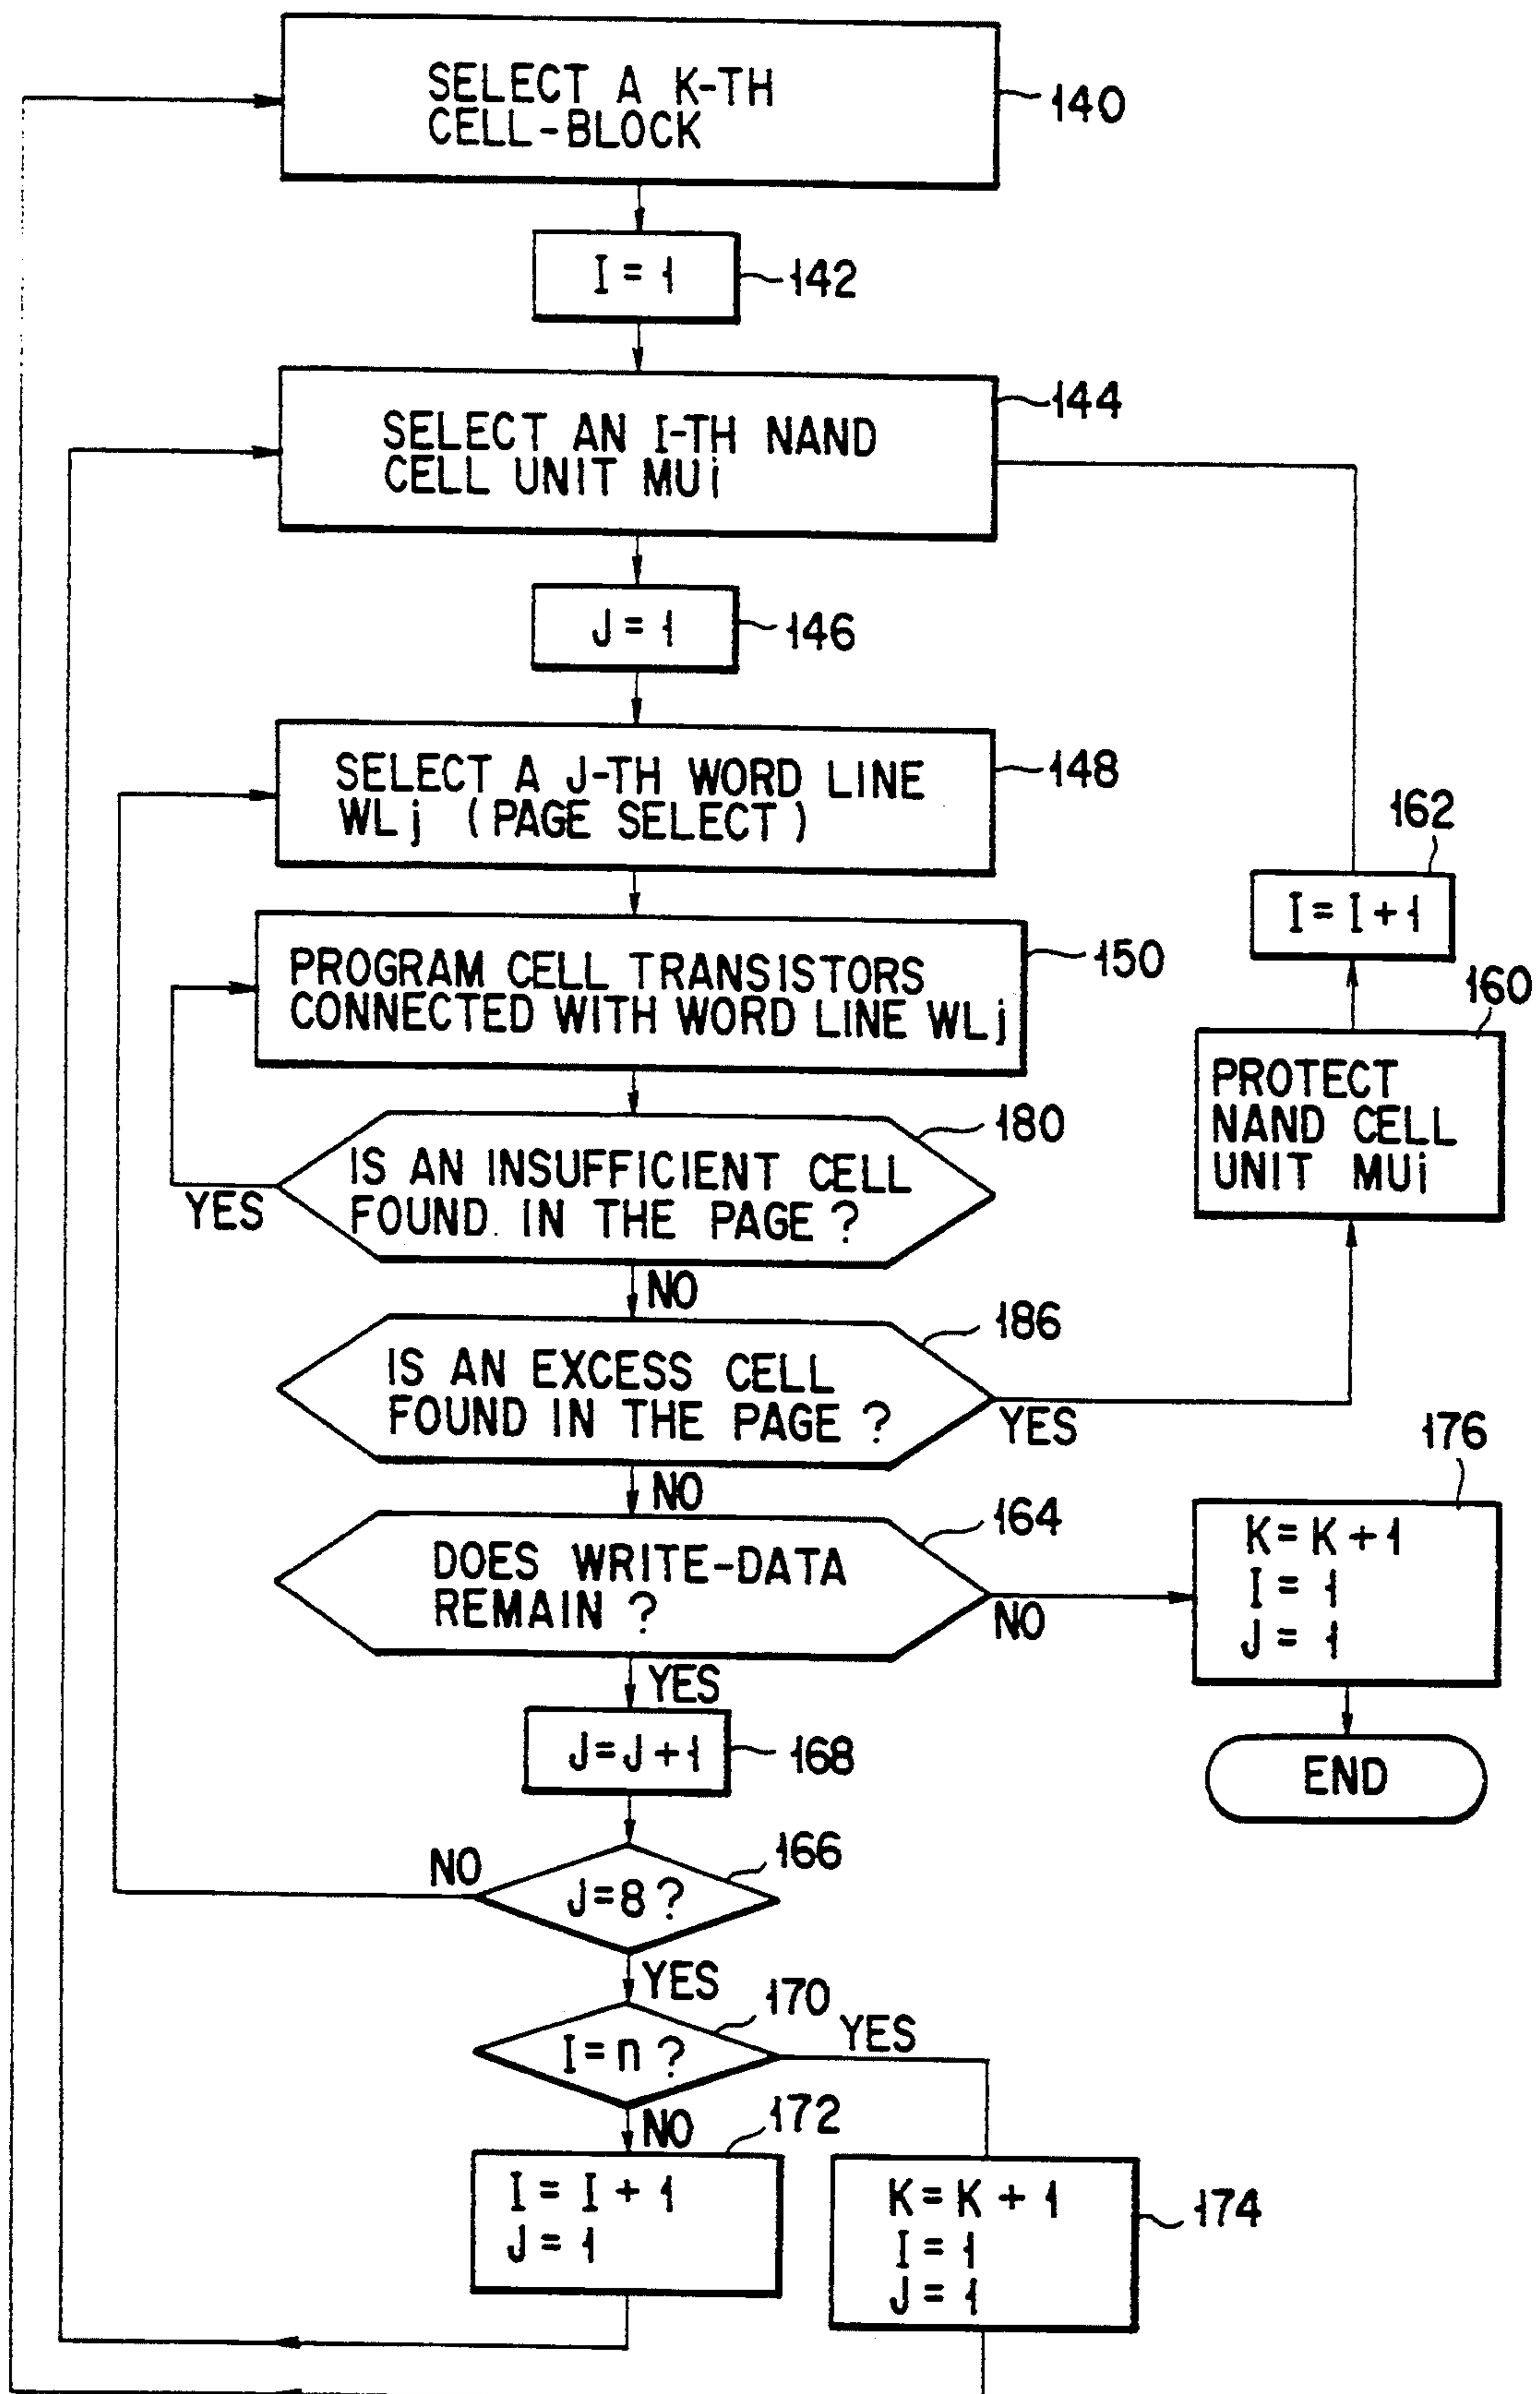 SELECT A K-TH
CELL-BLOCK
140
I = 1
142
SELECT AN I-TH NAND
CELL UNIT MUi
144
J = 1
146
SELECT A J-TH WORD LINE
WLj (PAGE SELECT)
148
162
I = I + 1
PROGRAM CELL TRANSISTORS
CONNECTED WITH WORD LINE WLj
150
160
PROTECT
NAND CELL
UNIT MUi
180
IS AN INSUFFICIENT CELL
FOUND IN THE PAGE ?
YES
NO
186
IS AN EXCESS CELL
FOUND IN THE PAGE ?
YES
NO
176
K = K + 1
I = 1
J = 1
164
DOES WRITE-DATA
REMAIN ?
NO
YES
J = J + 1
168
END
166
NO
J = 8 ?
YES
170
I = n ?
YES
NO
172
I = I + 1
J = 1
K = K + 1
I = 1
J = 1
174